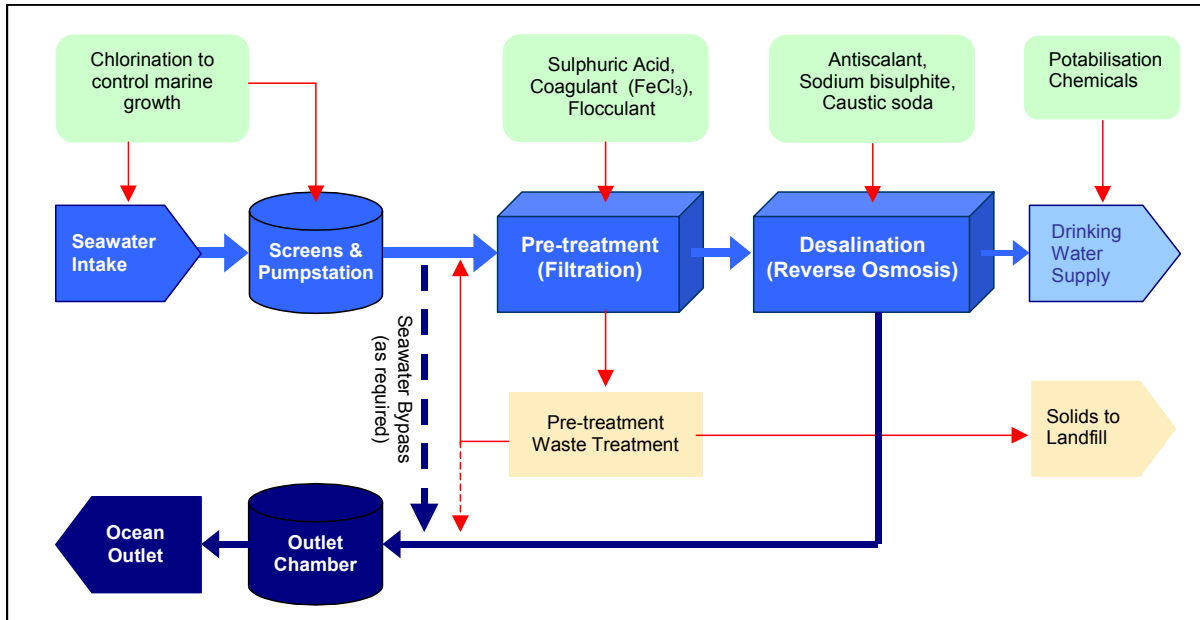 Chlorination to
control marine
growth
Sulphuric Acid,
Coagulant (FeCl₃),
Flocculant
Antiscalant,
Sodium bisulphite,
Caustic soda
Potabilisation
Chemicals
Seawater
Intake
Screens &
Pumpstation
Pre-treatment
(Filtration)
Desalination
(Reverse Osmosis)
Drinking
Water
Supply
Seawater Bypass
(as required)
Pre-treatment
Waste Treatment
Solids to
Landfill
Ocean
Outlet
Outlet
Chamber